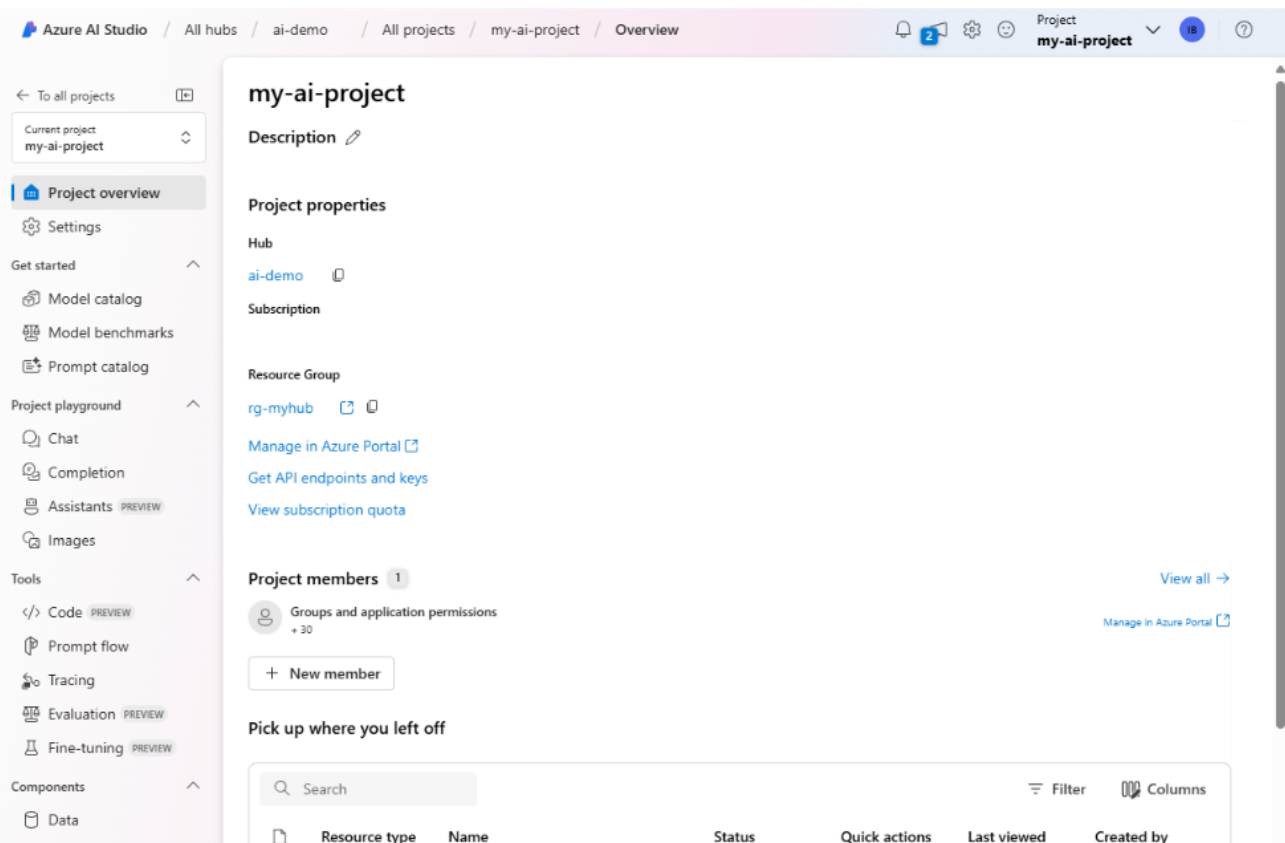 Azure AI Studio / All hubs / ai-demo / All projects / my-ai-project / Overview
2
Project
my-ai-project
IB
To all projects
Current project
my-ai-project
Project overview
Settings
Get started
Model catalog
Model benchmarks
Prompt catalog
Project playground
Chat
Completion
Assistants PREVIEW
Images
Tools
Code PREVIEW
Prompt flow
Tracing
Evaluation PREVIEW
Fine-tuning PREVIEW
Components
Data
my-ai-project
Description
Project properties
Hub
ai-demo
Subscription
Resource Group
rg-myhub
Manage in Azure Portal
Get API endpoints and keys
View subscription quota
Project members 1
View all →
Groups and application permissions
+ 30
Manage in Azure Portal
+ New member
Pick up where you left off
Search
Filter
Columns
Resource type Name Status Quick actions Last viewed Created by